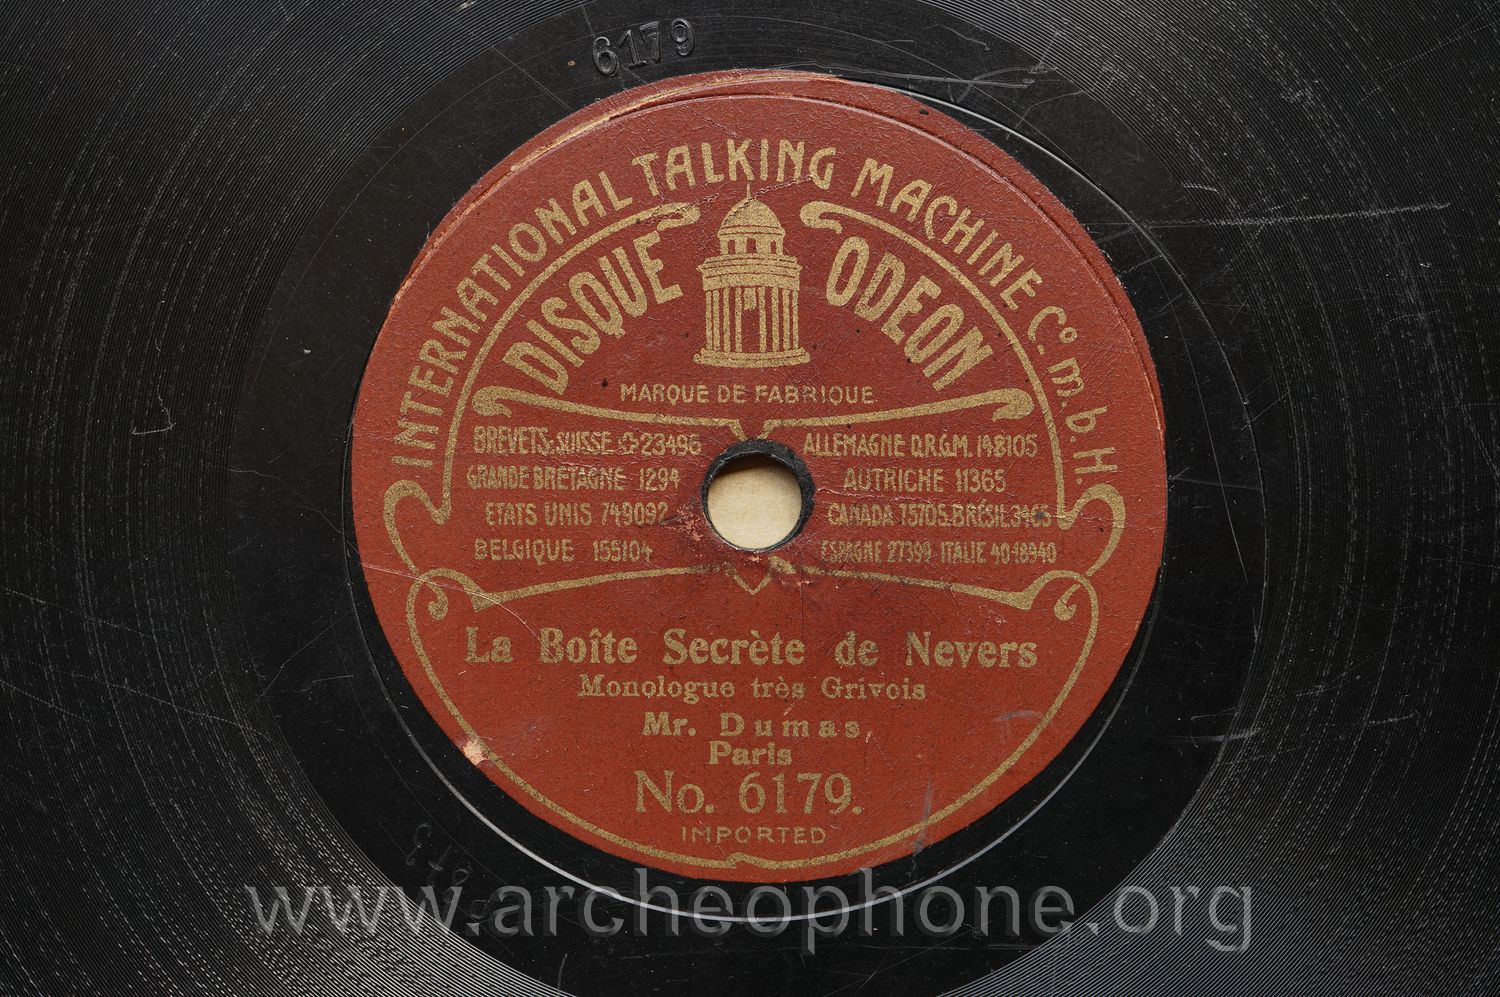 6179
INTERNATIONAL TALKING MACHINE Co. m.b.H.
DISQUE ODEON
MARQUE DE FABRIQUE
BREVETS: SUISSE 23496 ALLEMAGNE D.R.G.M. 148105
GRANDE BRETAGNE 1294 AUTRICHE 11365
ETATS UNIS 749092 CANADA 75705 BRÉSIL 3465
BELGIQUE 155104 ESPAGNE 27399 ITALIE 40-18940
La Boîte Secrète de Nevers
Monologue très Grivois
Mr. Dumas
Paris
No. 6179.
IMPORTED
www.archeophone.org